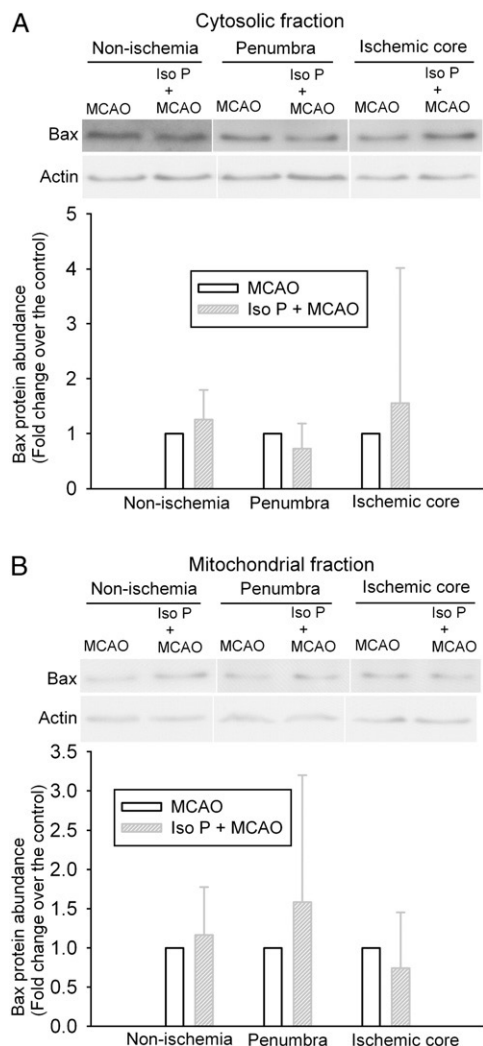 A
Cytosolic fraction
Non-ischemia Penumbra Ischemic core
Iso P Iso P Iso P
+ + +
MCAO MCAO MCAO MCAO MCAO MCAO
Bax
Actin
Bax protein abundance
(Fold change over the control)
5
4
3
2
1
0
MCAO
Iso P + MCAO
Non-ischemia Penumbra Ischemic core
B
Mitochondrial fraction
Non-ischemia Penumbra Ischemic core
Iso P Iso P Iso P
+ + +
MCAO MCAO MCAO MCAO MCAO MCAO
Bax
Actin
Bax protein abundance
(Fold change over the control)
3.5
3.0
2.5
2.0
1.5
1.0
0.5
0.0
MCAO
Iso P + MCAO
Non-ischemia Penumbra Ischemic core